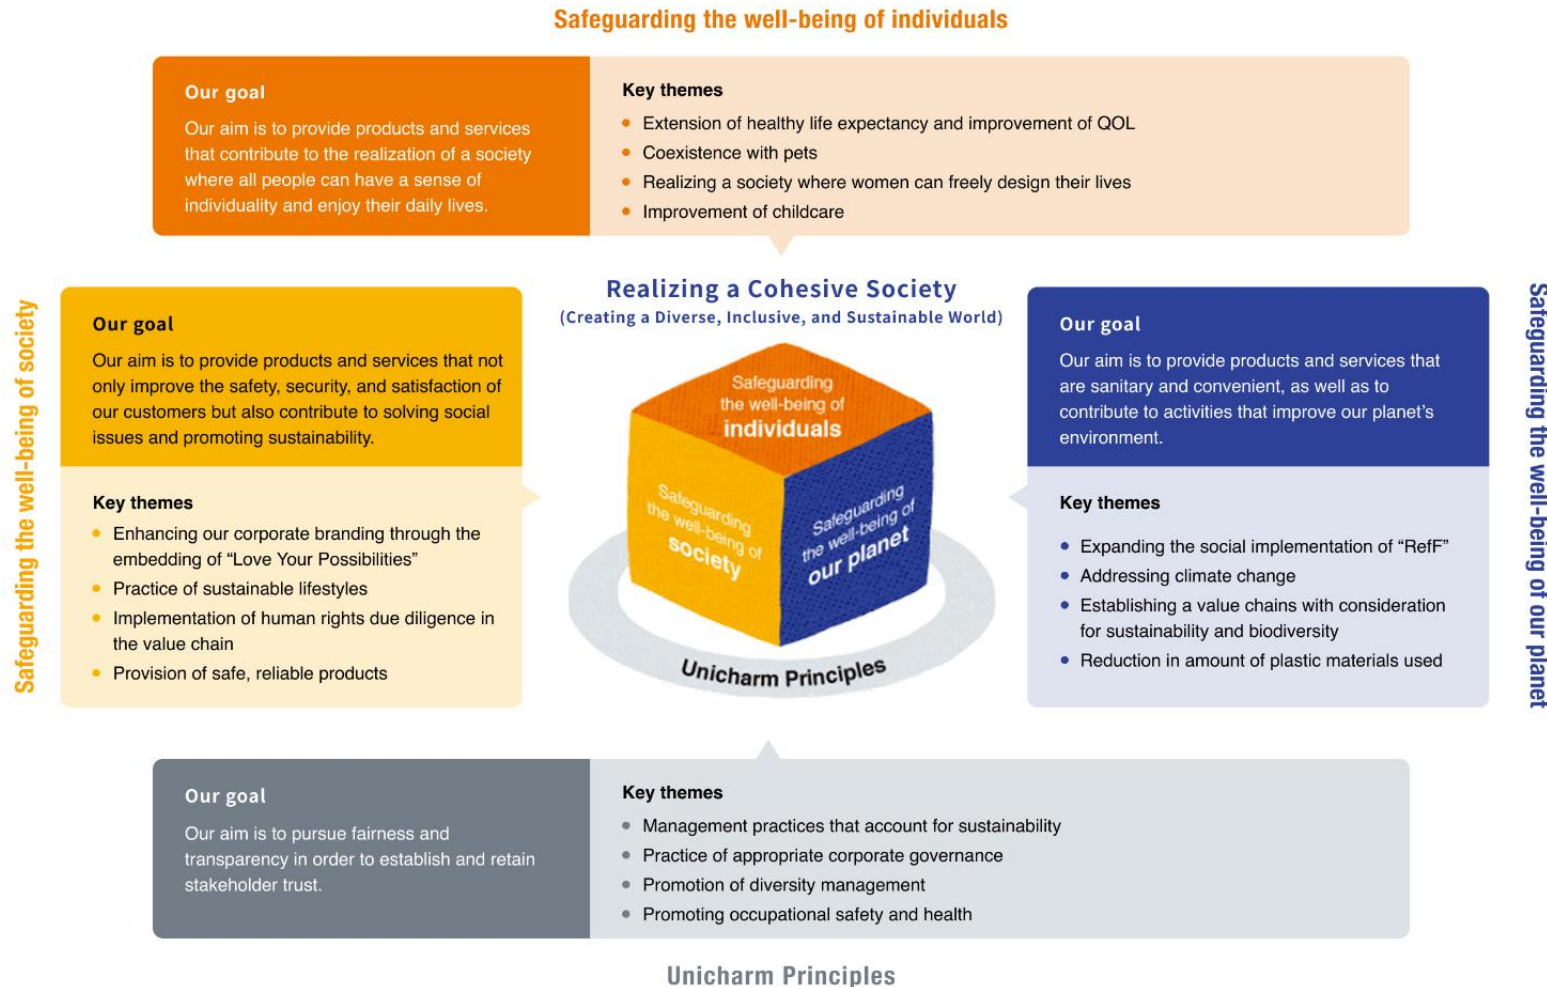 Safeguarding the well-being of individuals
Our goal
Our aim is to provide products and services
that contribute to the realization of a society
where all people can have a sense of
individuality and enjoy their daily lives.
Key themes
• Extension of healthy life expectancy and improvement of QOL
• Coexistence with pets
• Realizing a society where women can freely design their lives
• Improvement of childcare
Safeguarding the well-being of society
Our goal
Our aim is to provide products and services that not
only improve the safety, security, and satisfaction of
our customers but also contribute to solving social
issues and promoting sustainability.
Key themes
• Enhancing our corporate branding through the
embedding of “Love Your Possibilities”
• Practice of sustainable lifestyles
• Implementation of human rights due diligence in
the value chain
• Provision of safe, reliable products
Realizing a Cohesive Society
(Creating a Diverse, Inclusive, and Sustainable World)
Safeguarding
the well-being of
individuals
Safeguarding
the well-being of
society
Safeguarding
the well-being of
our planet
Unicharm Principles
Our goal
Our aim is to provide products and services that
are sanitary and convenient, as well as to
contribute to activities that improve our planet’s
environment.
Key themes
• Expanding the social implementation of “RefF”
• Addressing climate change
• Establishing a value chains with consideration
for sustainability and biodiversity
• Reduction in amount of plastic materials used
Safeguarding the well-being of our planet
Our goal
Our aim is to pursue fairness and
transparency in order to establish and retain
stakeholder trust.
Key themes
• Management practices that account for sustainability
• Practice of appropriate corporate governance
• Promotion of diversity management
• Promoting occupational safety and health
Unicharm Principles